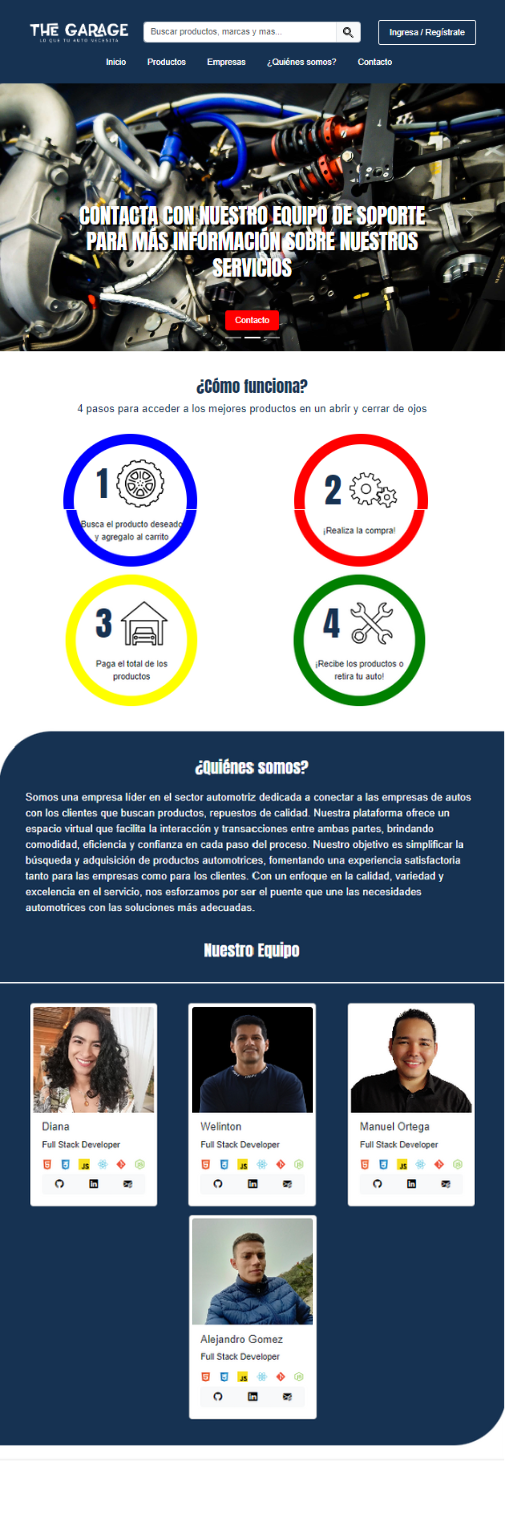 THE GARAGE
LO QUE TU AUTO NECESITA
Buscar productos, marcas y mas...
Ingresa / Regístrate
Inicio Productos Empresas ¿Quiénes somos? Contacto
CONTACTA CON NUESTRO EQUIPO DE SOPORTE
PARA MÁS INFORMACIÓN SOBRE NUESTROS
SERVICIOS
Contacto
¿Cómo funciona?
4 pasos para acceder a los mejores productos en un abrir y cerrar de ojos
1
Busca el producto deseado
y agregalo al carrito
2
¡Realiza la compra!
3
Paga el total de los
productos
4
¡Recibe los productos o
retira tu auto!
¿Quiénes somos?
Somos una empresa líder en el sector automotriz dedicada a conectar a las empresas de autos
con los clientes que buscan productos, repuestos de calidad. Nuestra plataforma ofrece un
espacio virtual que facilita la interacción y transacciones entre ambas partes, brindando
comodidad, eficiencia y confianza en cada paso del proceso. Nuestro objetivo es simplificar la
búsqueda y adquisición de productos automotrices, fomentando una experiencia satisfactoria
tanto para las empresas como para los clientes. Con un enfoque en la calidad, variedad y
excelencia en el servicio, nos esforzamos por ser el puente que une las necesidades
automotrices con las soluciones más adecuadas.
Nuestro Equipo
Diana
Full Stack Developer
JS
Welinton
Full Stack Developer
JS
Manuel Ortega
Full Stack Developer
JS
Alejandro Gomez
Full Stack Developer
JS